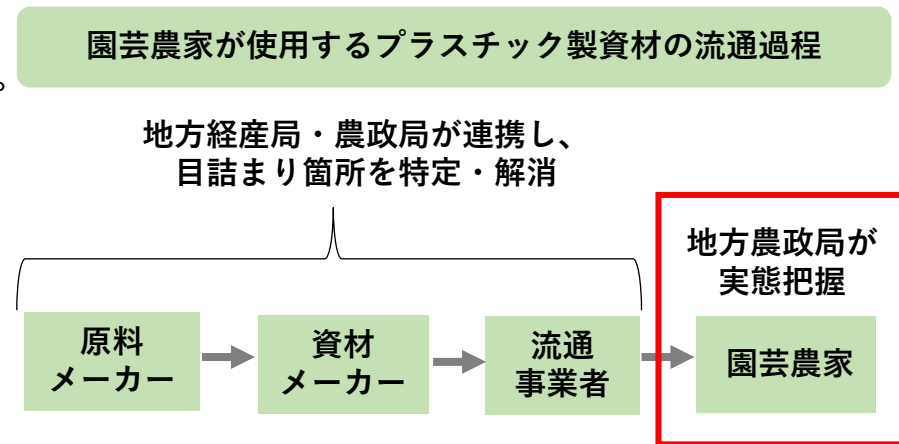 園芸農家が使用するプラスチック製資材の流通過程
。
地方経産局・農政局が連携し、
目詰まり箇所を特定・解消
地方農政局が
実態把握
原料
メーカー
資材
メーカー
流通
事業者
園芸農家